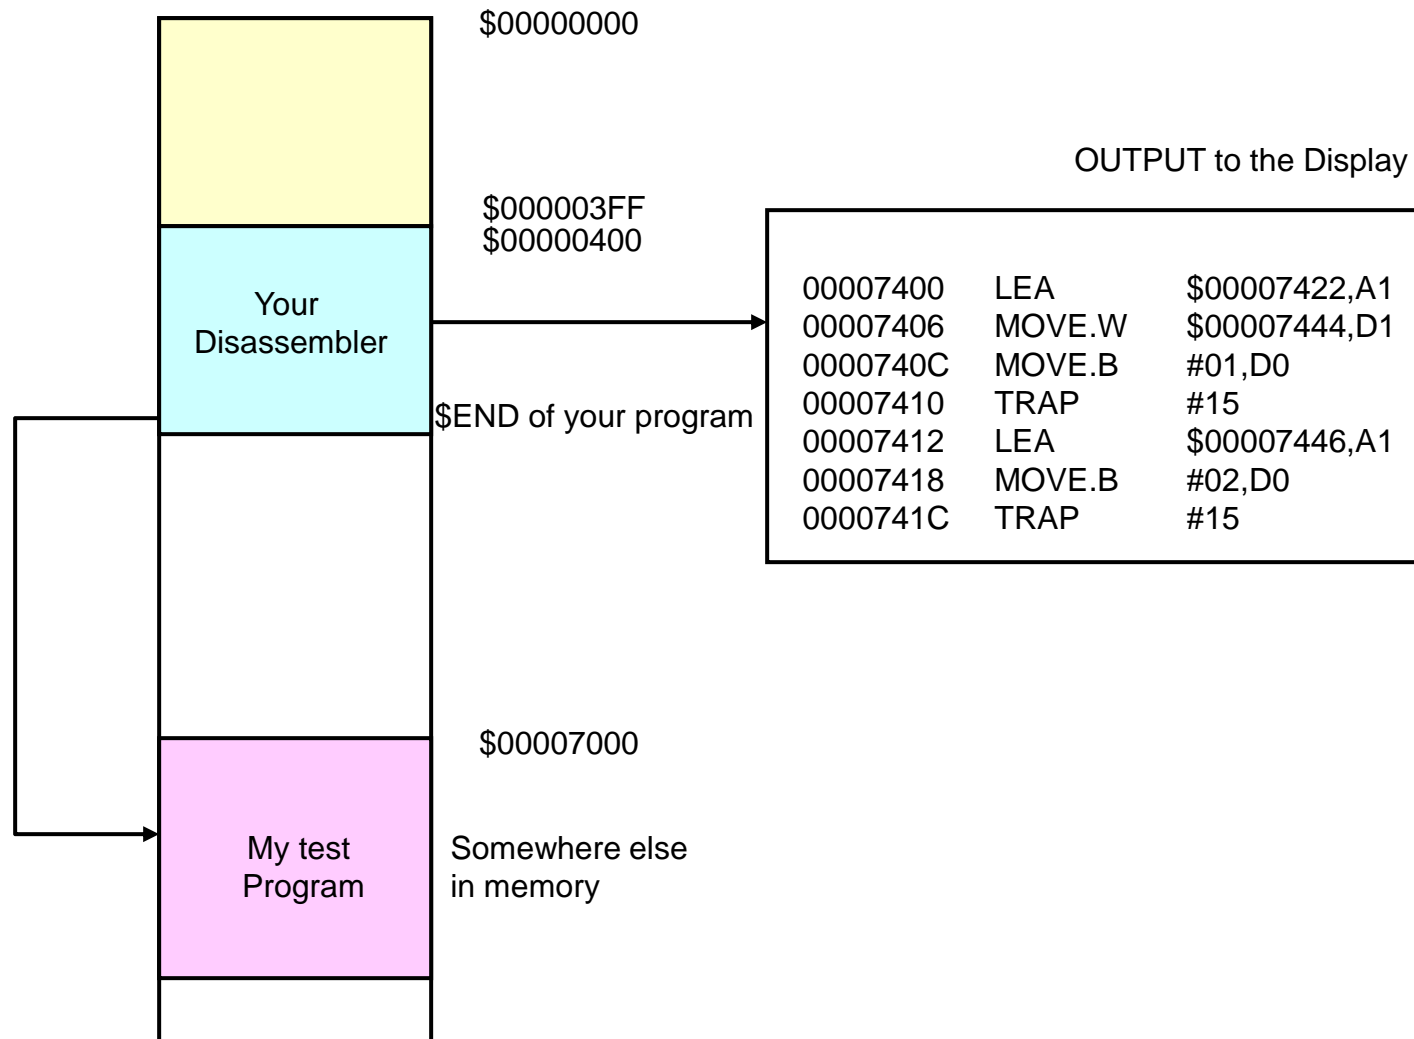 $00000000
OUTPUT to the Display
$000003FF
$00000400
Your
Disassembler
00007400 LEA $00007422,A1
00007406 MOVE.W $00007444,D1
0000740C MOVE.B #01,D0
00007410 TRAP #15
00007412 LEA $00007446,A1
00007418 MOVE.B #02,D0
0000741C TRAP #15
$END of your program
$00007000
My test
Program
Somewhere else
in memory